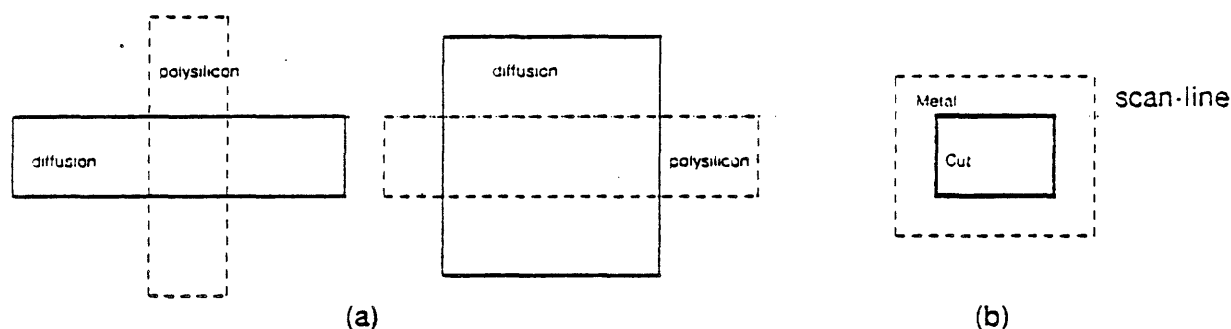 polysilicon
diffusion
diffusion
polysilicon
Metal
Cut
scan-line
(a)
(b)